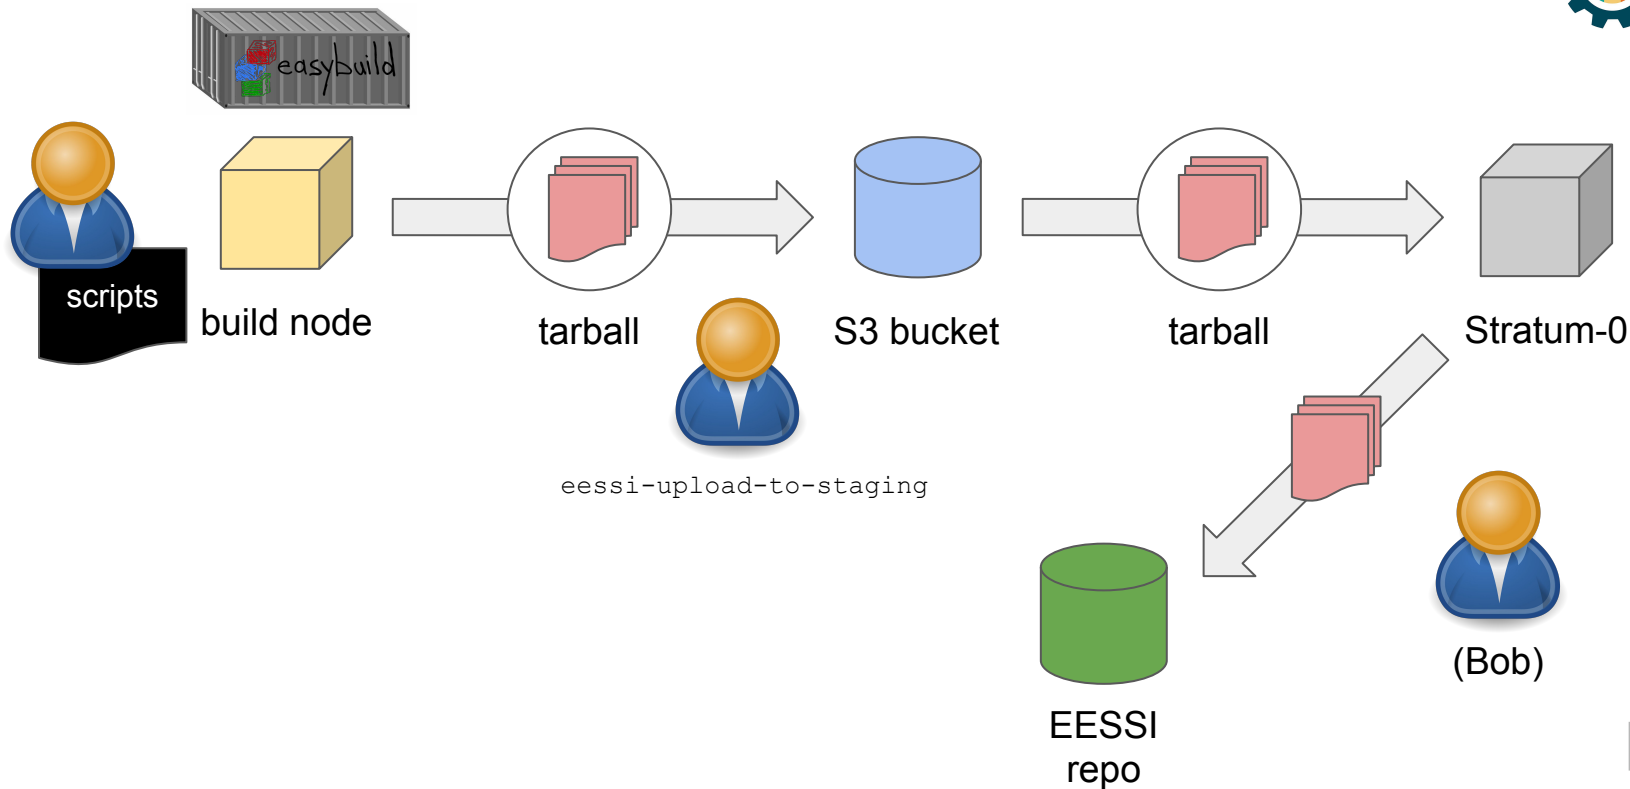 easybuild
scripts
build node
tarball
S3 bucket
tarball
Stratum-0
eessi-upload-to-staging
(Bob)
EESSI
repo